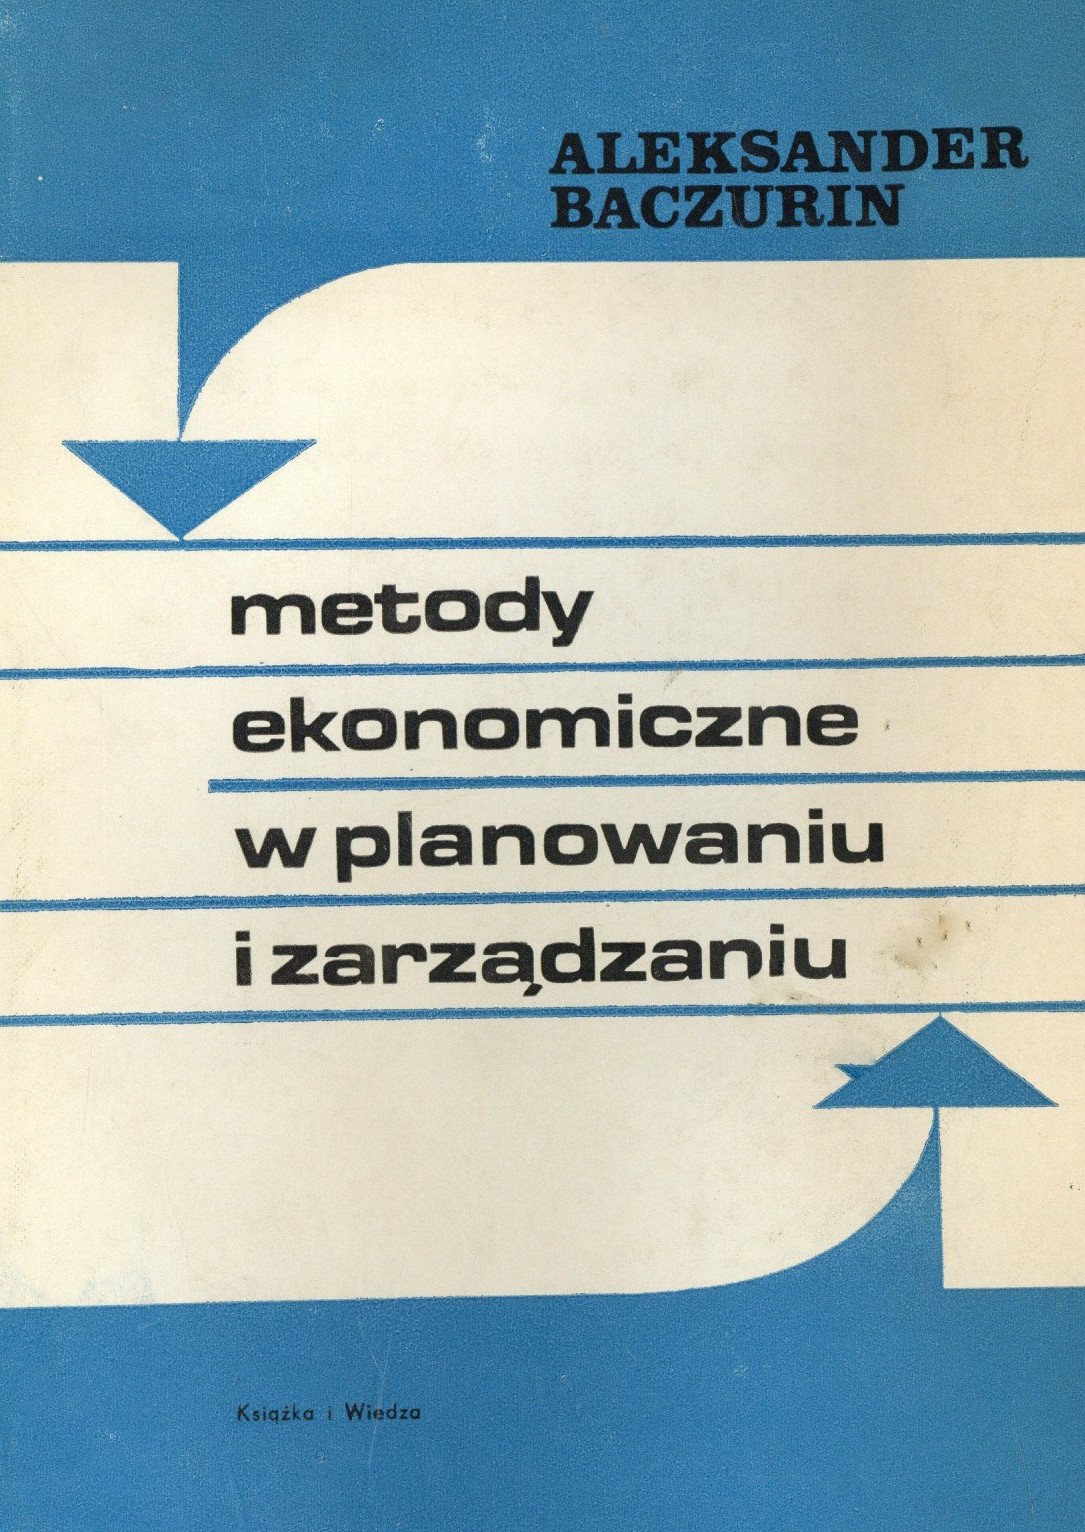 ALEKSANDER
BACZURIN
metody
ekonomiczne
w planowaniu
i zarządzaniu
Książka i Wiedza